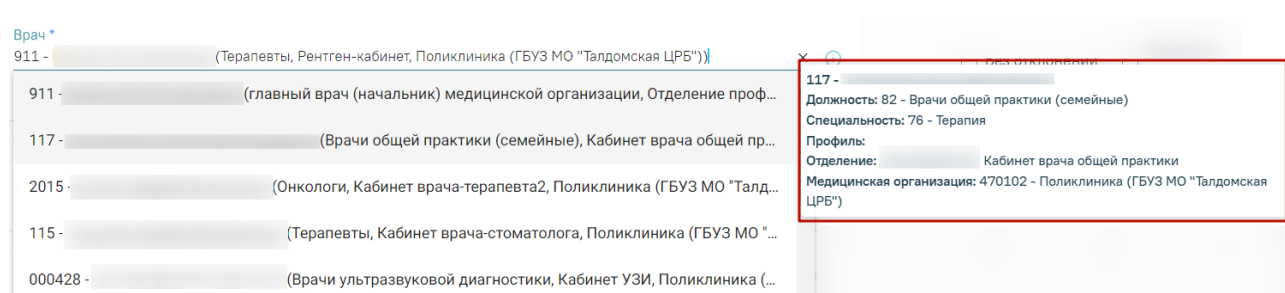 Врач *
911 - (Терапевты, Рентген-кабинет, Поликлиника (ГБУЗ МО "Талдомская ЦРБ"))
911 - (главный врач (начальник) медицинской организации, Отделение проф...
117 - (Врачи общей практики (семейные), Кабинет врача общей пр...
2015 - (Онкологи, Кабинет врача-терапевта2, Поликлиника (ГБУЗ МО "Талд...
115 - (Терапевты, Кабинет врача-стоматолога, Поликлиника (ГБУЗ МО "...
000428 - (Врачи ультразвуковой диагностики, Кабинет УЗИ, Поликлиника (...
117 -
Должность: 82 - Врачи общей практики (семейные)
Специальность: 76 - Терапия
Профиль:
Отделение: Кабинет врача общей практики
Медицинская организация: 470102 - Поликлиника (ГБУЗ МО "Талдомская
ЦРБ")